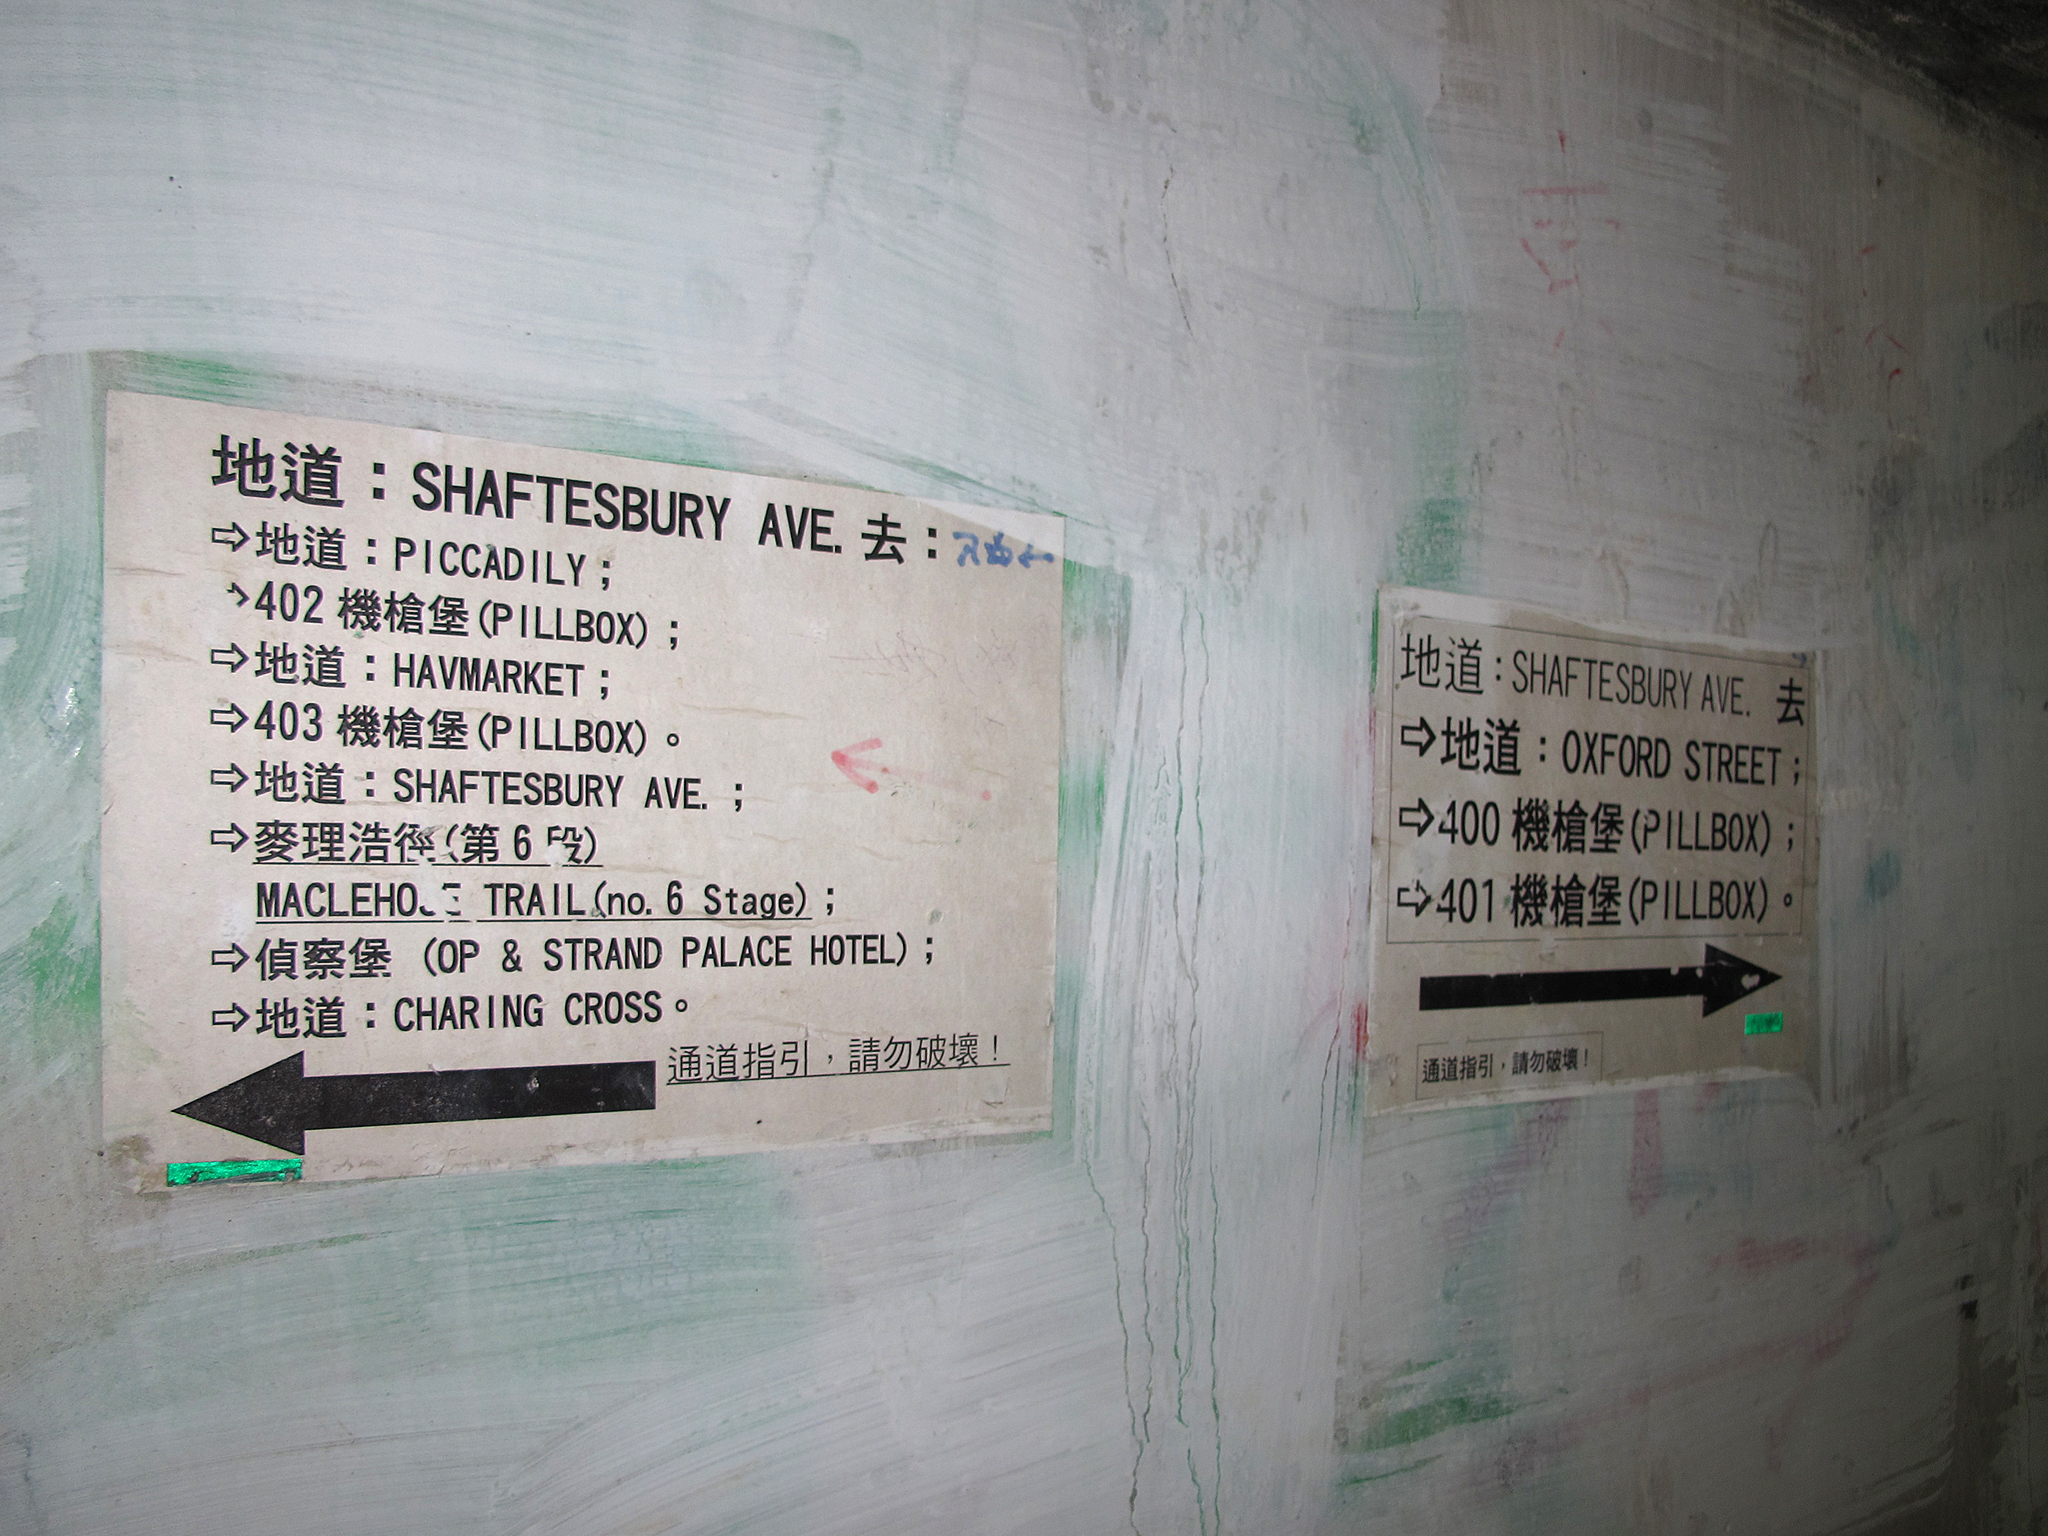 地道：SHAFTESBURY AVE. 去：
⇨地道：PICCADILY；
⇨402 機槍堡(PILLBOX)；
⇨地道：HAVMARKET；
⇨403 機槍堡(PILLBOX)。
⇨地道：SHAFTESBURY AVE.；
⇨麥理浩徑(第6段)
MACLEHOSE TRAIL(no.6 Stage)；
⇨偵察堡 (OP & STRAND PALACE HOTEL)；
⇨地道：CHARING CROSS。
通道指引，請勿破壞！
地道：SHAFTESBURY AVE. 去
⇨地道：OXFORD STREET；
⇨400 機槍堡(PILLBOX)；
⇨401 機槍堡(PILLBOX)。
通道指引，請勿破壞！